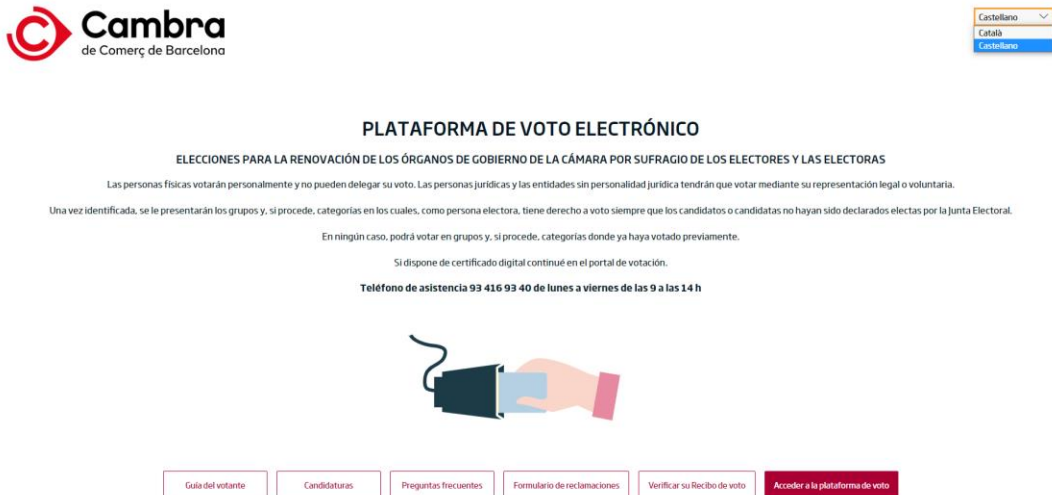 Cambra
de Comerç de Barcelona
Castellano
Català
Castellano
PLATAFORMA DE VOTO ELECTRÓNICO
ELECCIONES PARA LA RENOVACIÓN DE LOS ÓRGANOS DE GOBIERNO DE LA CÁMARA POR SUFRAGIO DE LOS ELECTORES Y LAS ELECTORAS
Las personas físicas votarán personalmente y no pueden delegar su voto. Las personas jurídicas y las entidades sin personalidad jurídica tendrán que votar mediante su representación legal o voluntaria.
Una vez identificada, se le presentarán los grupos y, si procede, categorías en los cuales, como persona electora, tiene derecho a voto siempre que los candidatos o candidatas no hayan sido declarados electas por la Junta Electoral.
En ningún caso, podrá votar en grupos y, si procede, categorías donde ya haya votado previamente.
Si dispone de certificado digital continué en el portal de votación.
Teléfono de asistencia 93 416 93 40 de lunes a viernes de las 9 a las 14 h
Guía del votante
Candidaturas
Preguntas frecuentes
Formulario de reclamaciones
Verificar su Recibo de voto
Acceder a la plataforma de voto